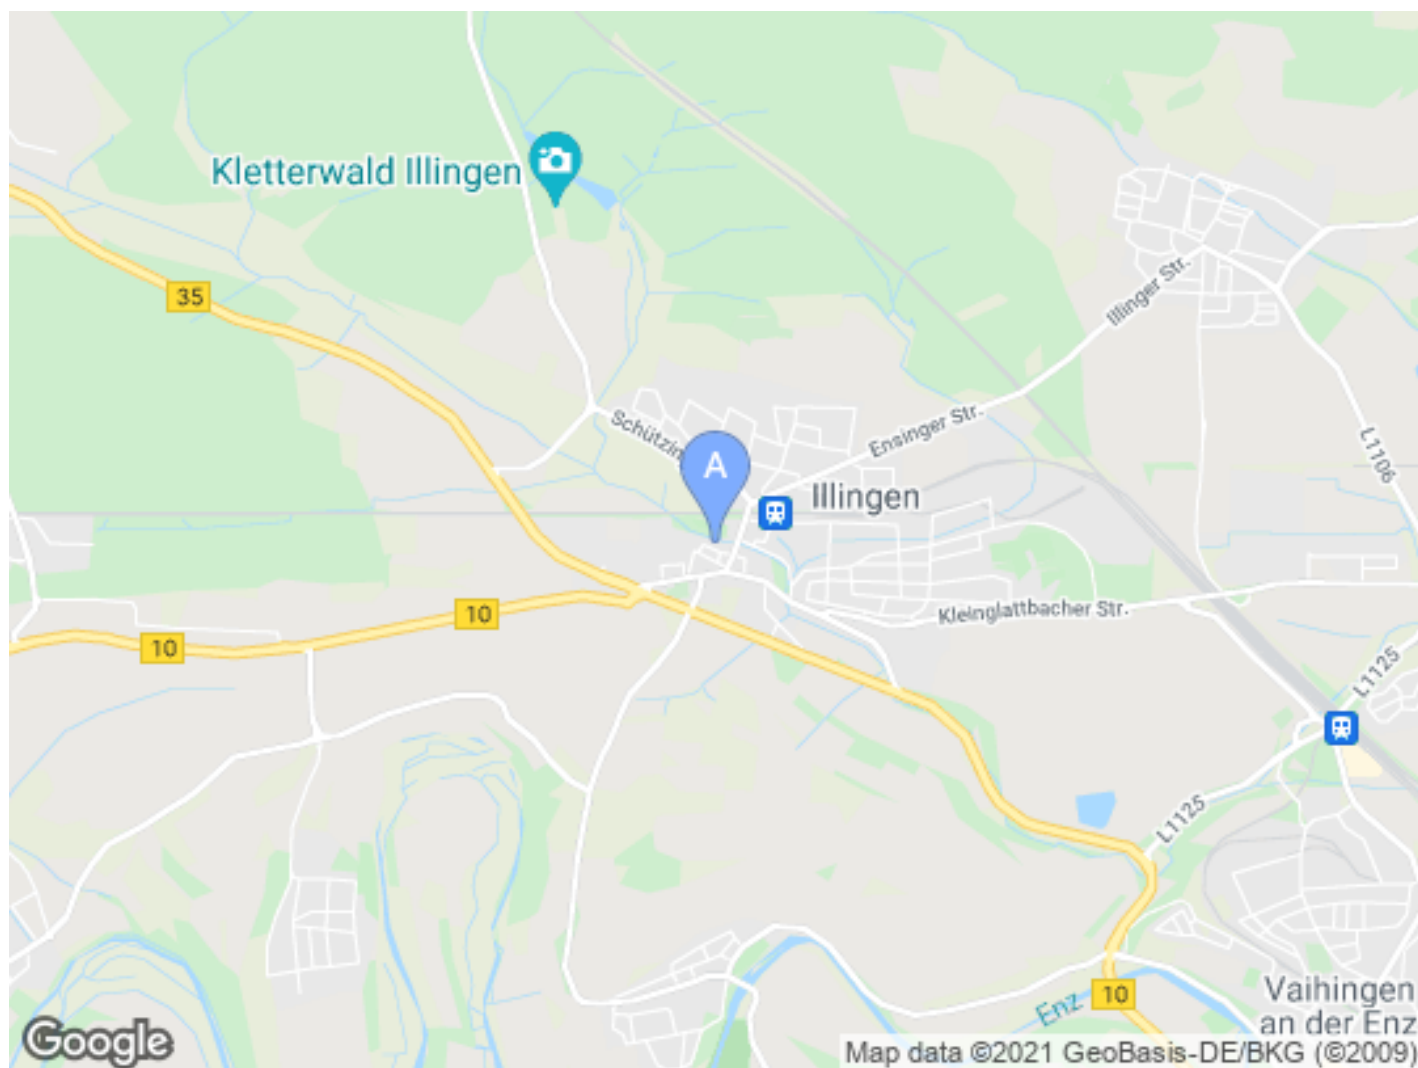 Kletterwald Illingen
35
Illinger Str.
Ensinger Str.
Schützin
A
L1106
Illingen
10
10
Kleinglattbacher Str.
L1125
L1125
Enz
10
Vaihingen
an der Enz
Google
Map data ©2021 GeoBasis-DE/BKG (©2009)